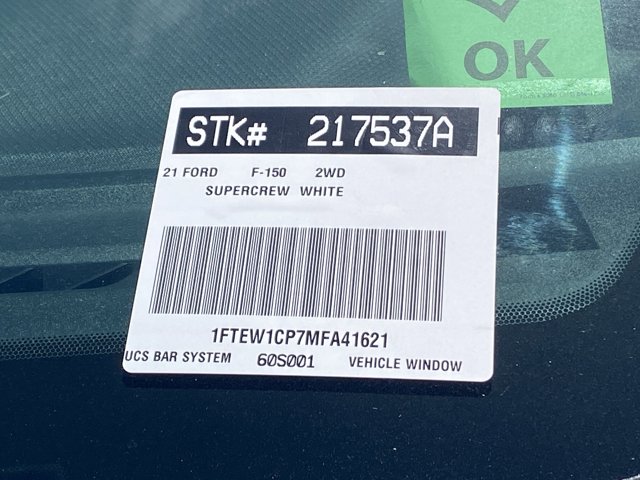 OK
STK# 217537A
21 FORD F-150 2WD
SUPERCREW WHITE
1FTEW1CP7MFA41621
UCS BAR SYSTEM 60S001 VEHICLE WINDOW